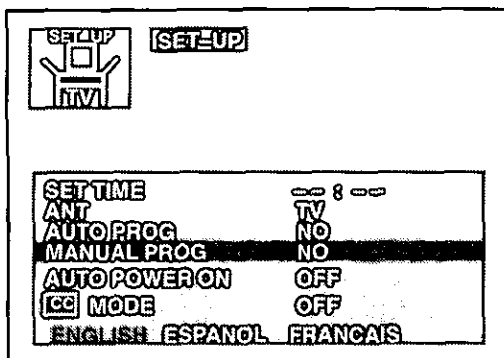 SET-UP SET-UP
TV
SET TIME -- : --
ANT TV
AUTO PROG NO
MANUAL PROG NO
AUTO POWER ON OFF
CC MODE OFF
ENGLISH ESPANOL FRANCAIS